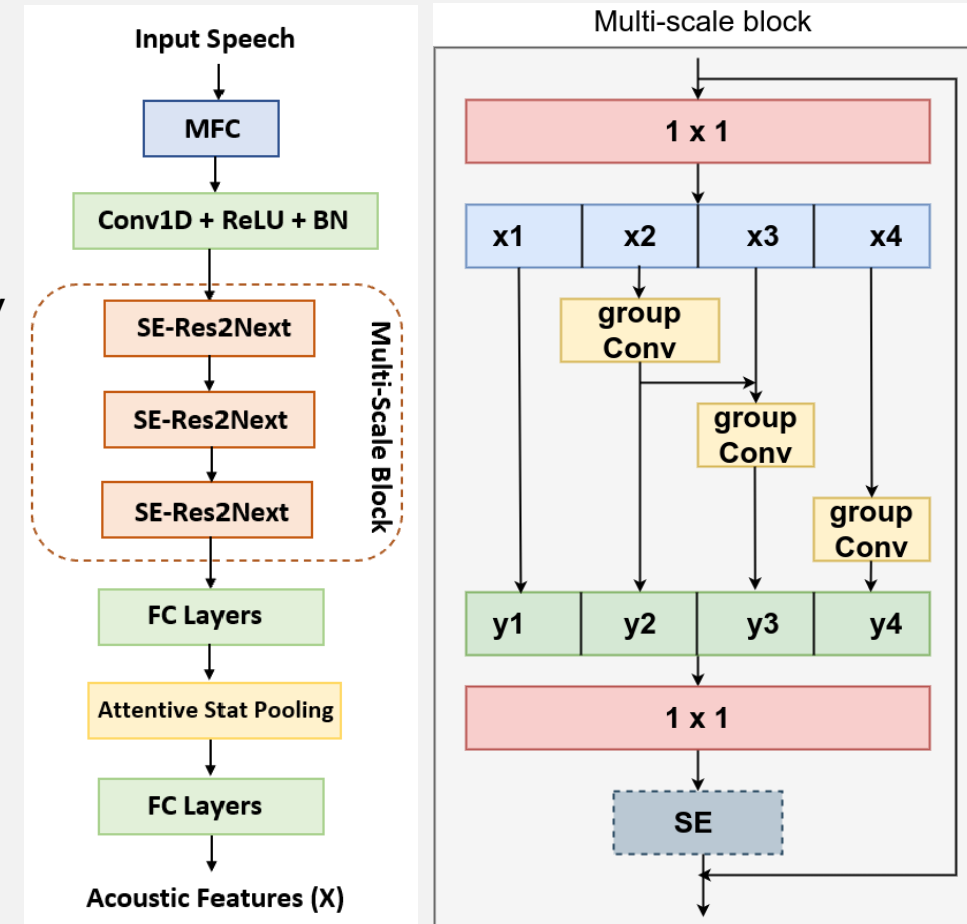 Input Speech
MFC
Conv1D + ReLU + BN
SE-Res2Next
SE-Res2Next
SE-Res2Next
Multi-Scale Block
FC Layers
Attentive Stat Pooling
FC Layers
Acoustic Features (X)
Multi-scale block
1 x 1
x1 x2 x3 x4
group
Conv
group
Conv
group
Conv
y1 y2 y3 y4
1 x 1
SE